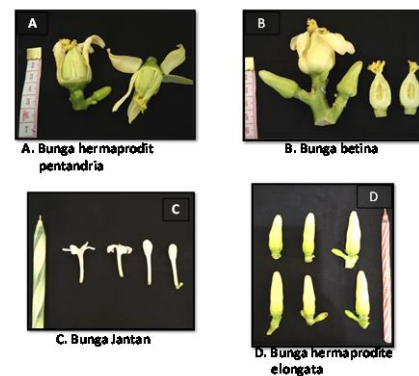 A
A. Bunga hermaprodit
pentandria
B
B. Bunga betina
C
C. Bunga Jantan
D
D. Bunga hermaprodite
elongata